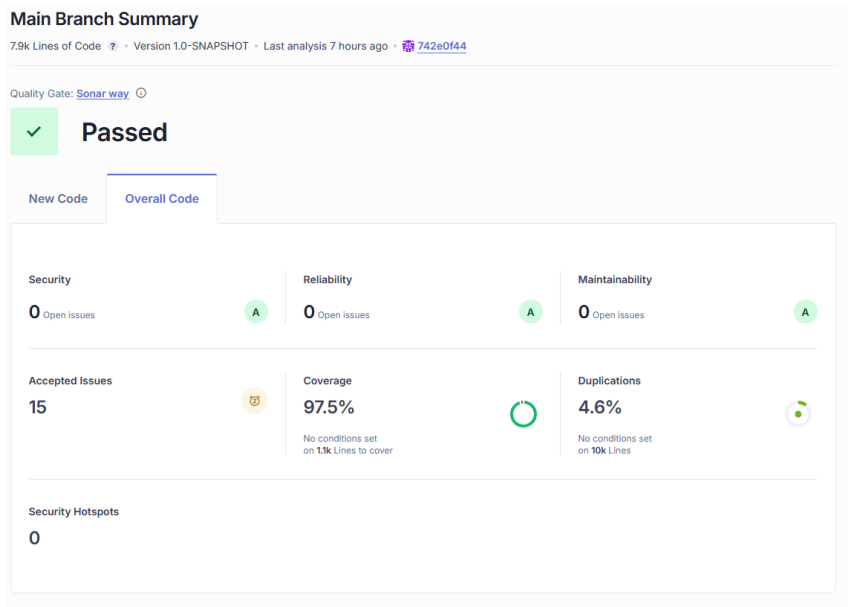 Main Branch Summary
7.9k Lines of Code ? • Version 1.0-SNAPSHOT • Last analysis 7 hours ago • 742e0f44
Quality Gate: Sonar way
Passed
New Code Overall Code
Security Reliability Maintainability
0 Open issues A 0 Open issues A 0 Open issues A
Accepted Issues Coverage Duplications
15 97.5% 4.6%
No conditions set No conditions set
on 1.1k Lines to cover on 10k Lines
Security Hotspots
0